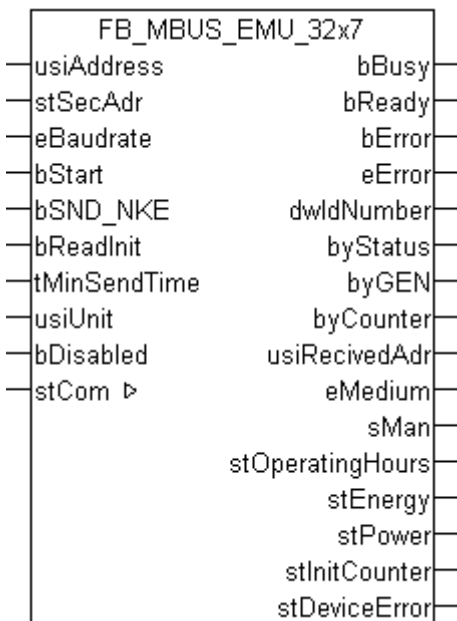 FB_MBUS_EMU_32x7
usiAddress bBusy
stSecAdr bReady
eBaudrate bError
bStart eError
bSND_NKE dwIdNumber
bReadInit byStatus
tMinSendTime byGEN
usiUnit byCounter
bDisabled usiRecivedAdr
stCom ▷ eMedium
sMan
stOperatingHours
stEnergy
stPower
stInitCounter
stDeviceError